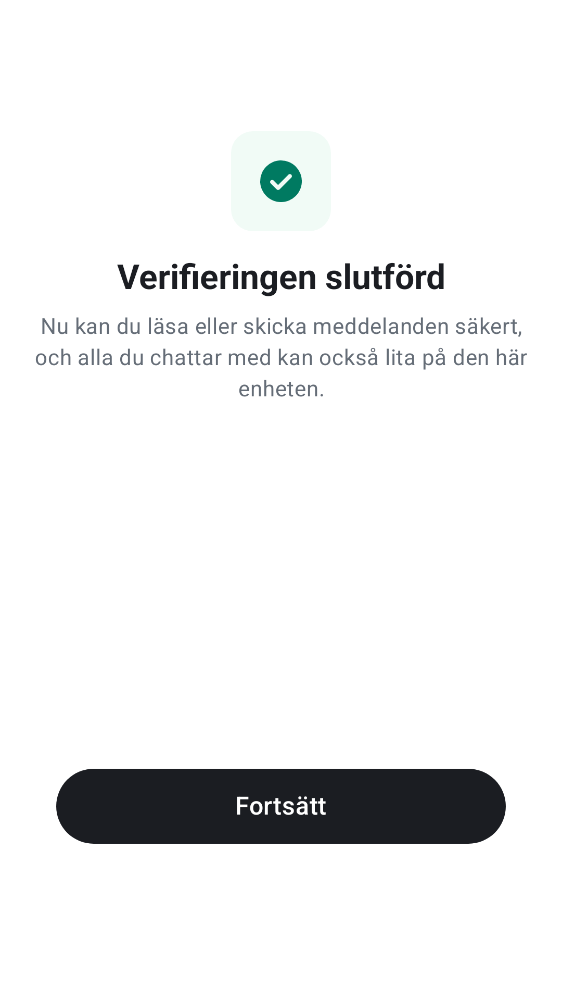 Verifieringen slutförd
Nu kan du läsa eller skicka meddelanden säkert,
och alla du chattar med kan också lita på den här
enheten.
Fortsätt